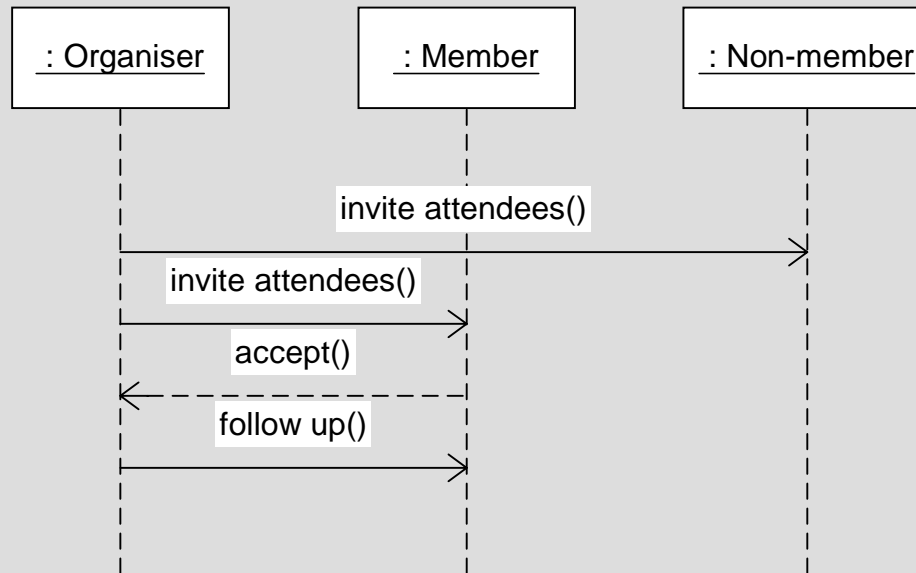 : Organiser
: Member
: Non-member
invite attendees()
invite attendees()
accept()
follow up()